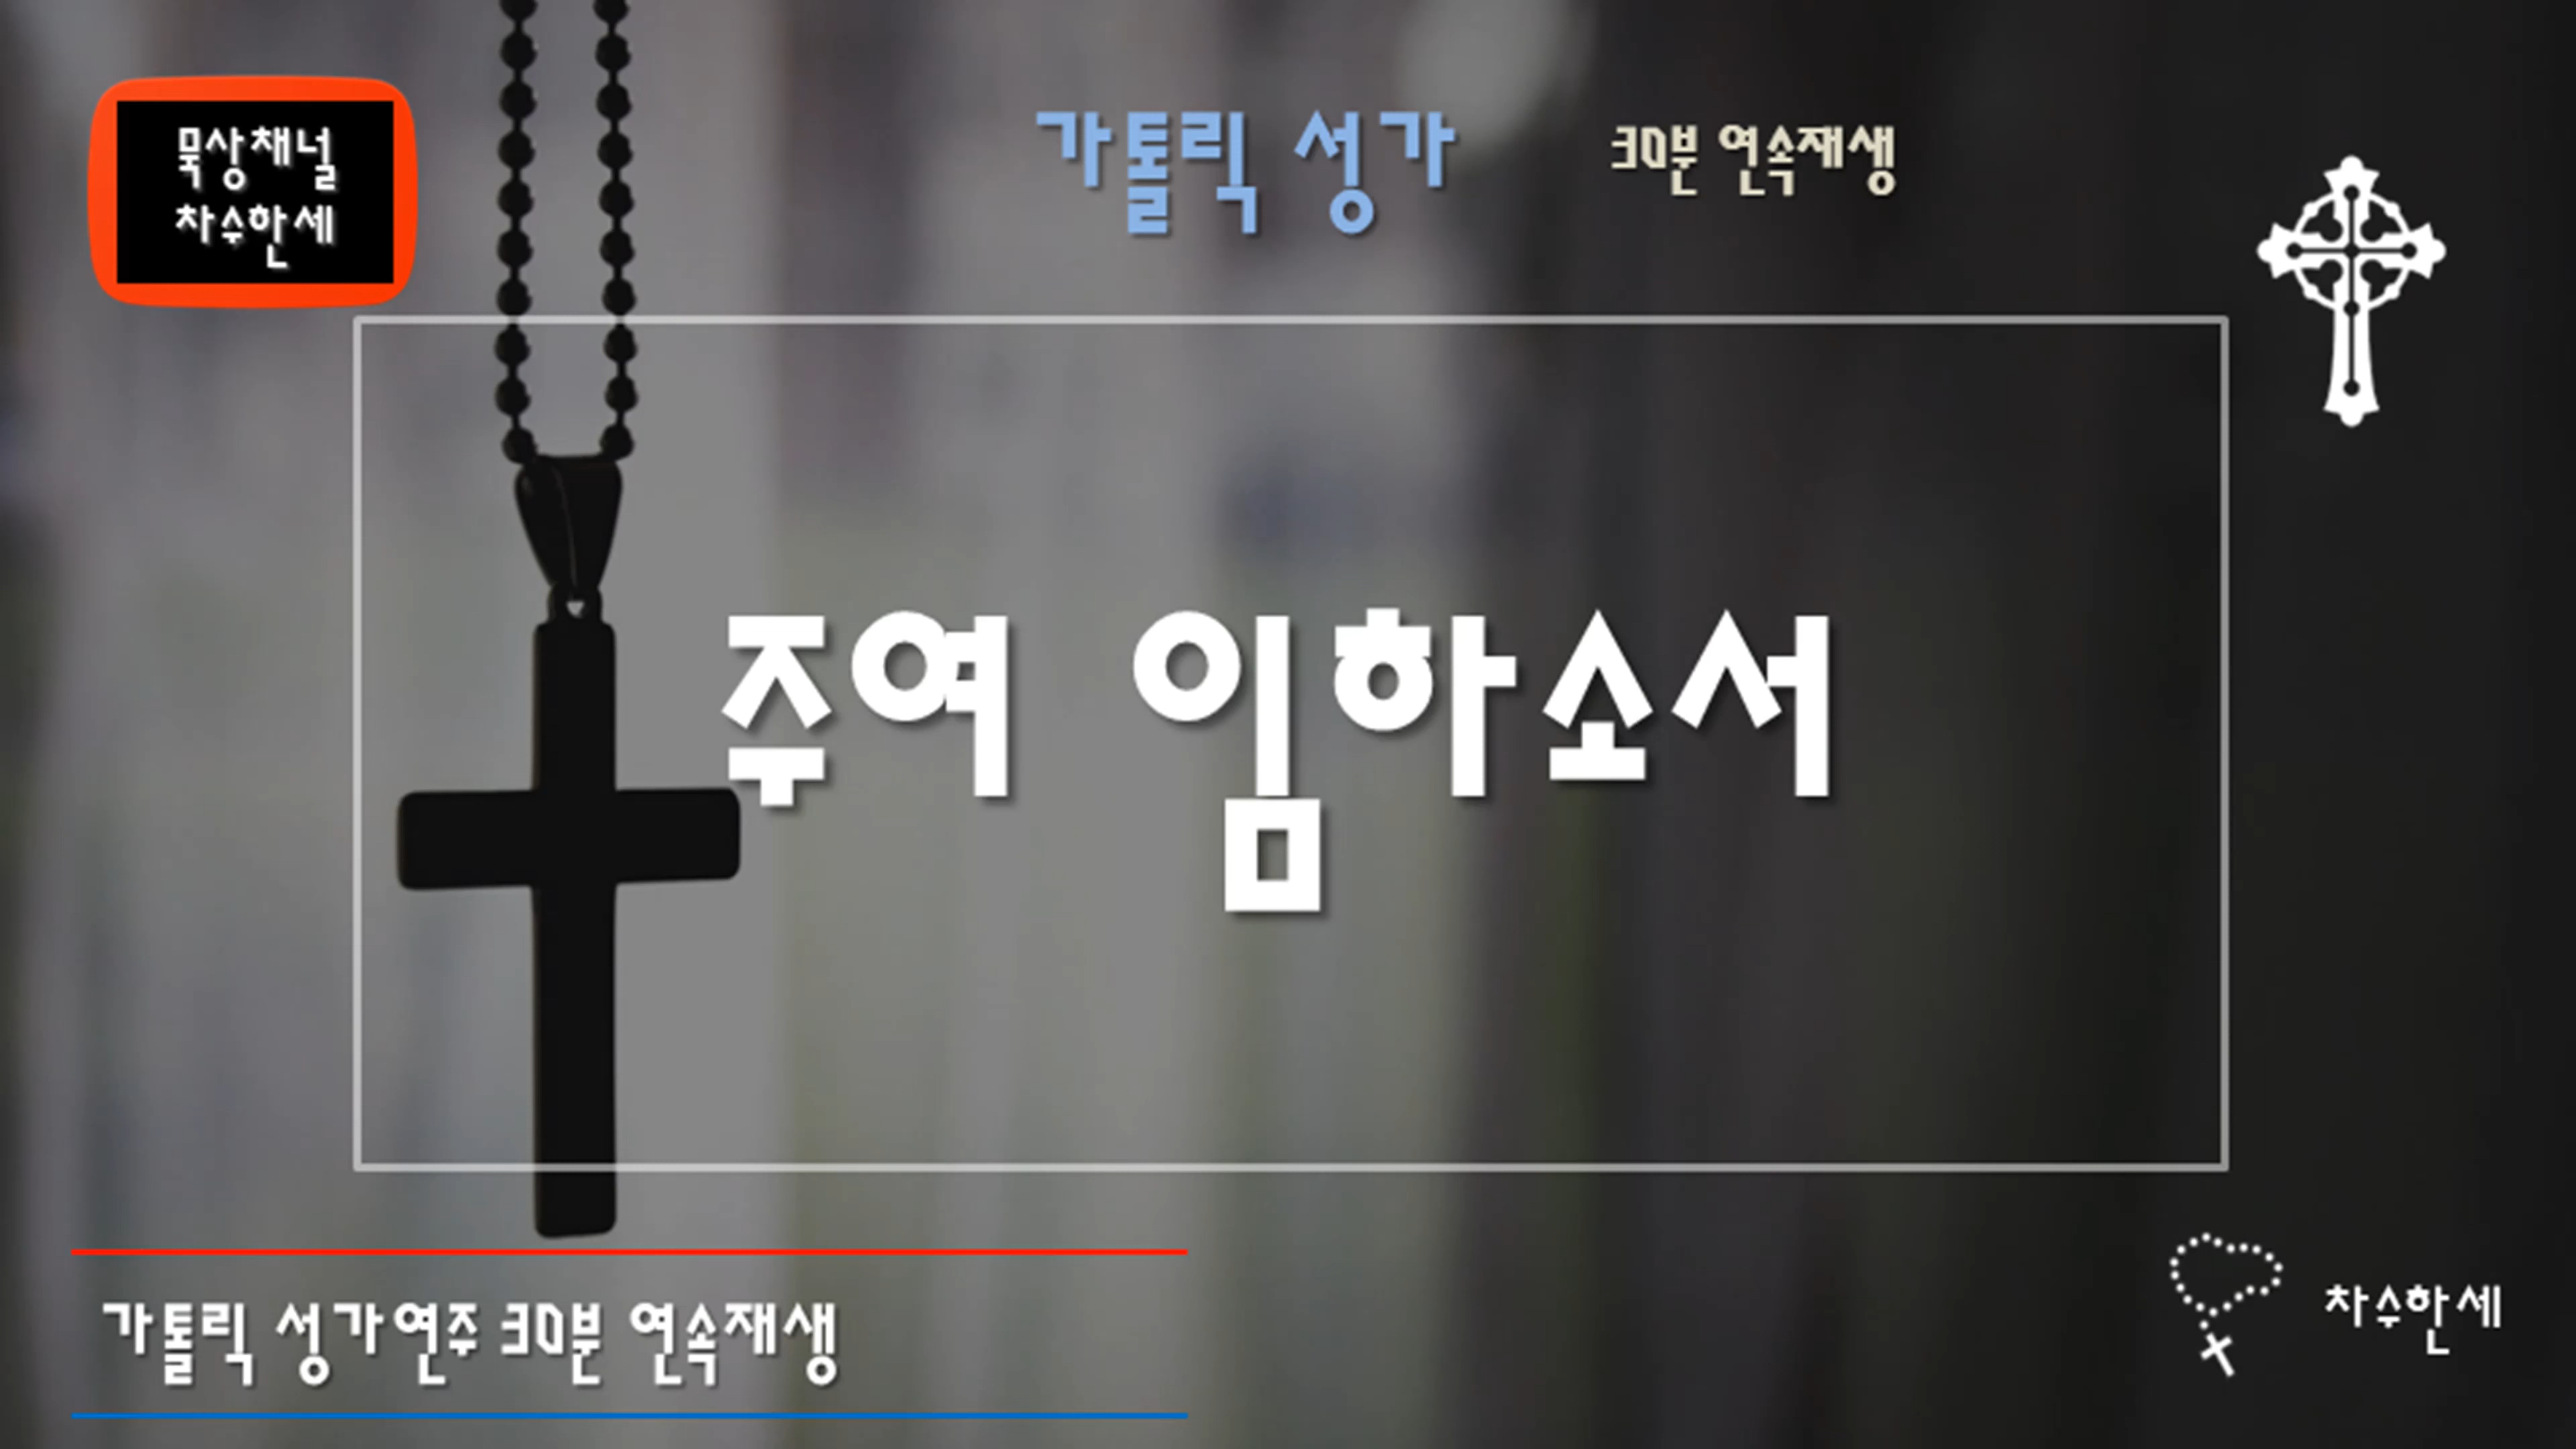 묵상채널
차수한세
가톨릭 성가
30분 연속재생
주여 임하소서
가톨릭 성가연주 30분 연속재생
차수한세